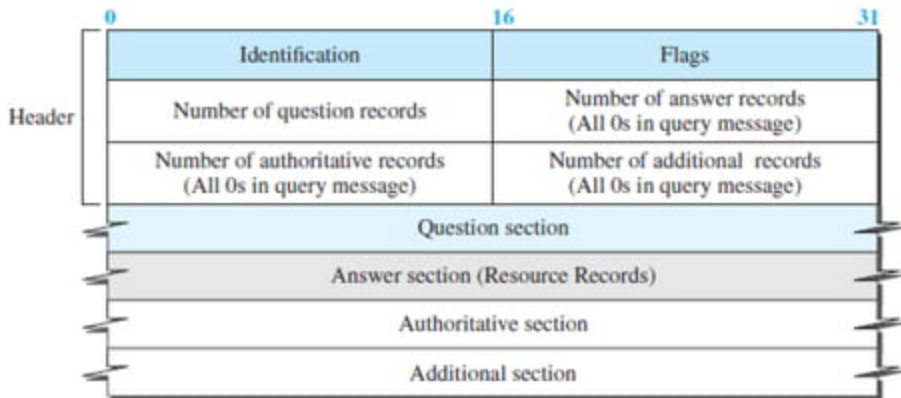 0 16 31
Header
Identification
Flags
Number of question records
Number of answer records
(All 0s in query message)
Number of authoritative records
(All 0s in query message)
Number of additional records
(All 0s in query message)
Question section
Answer section (Resource Records)
Authoritative section
Additional section